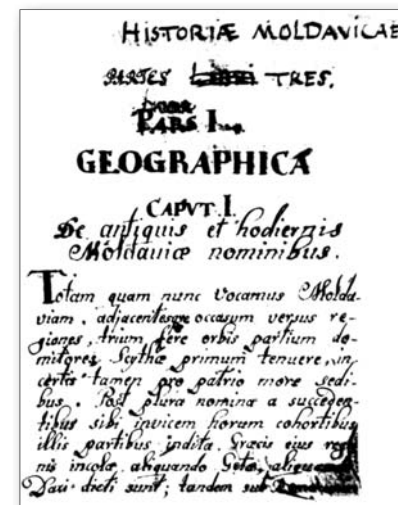 HISTORIÆ MOLDAVICAE
PARTES TRES.
PARS I.
GEOGRAPHICA
CAPVT I.
De antiquis et hodiernis
Moldaviæ nominibus.
Totam quam nunc vocamus Molda-
viam, adjacentesque occasum versus re-
giones, trium fere orbis partium do-
mitores Scythæ primum tenuere, in
certis tamen pro patrio more sedi-
bus. Post plura nomina a succeden-
tibus sibi invicem horum cohortibus
illis partibus indita. Græcis ejus regi
nis incolæ aliquando Getæ, aliquando
Daci dicti sunt; tandem sub